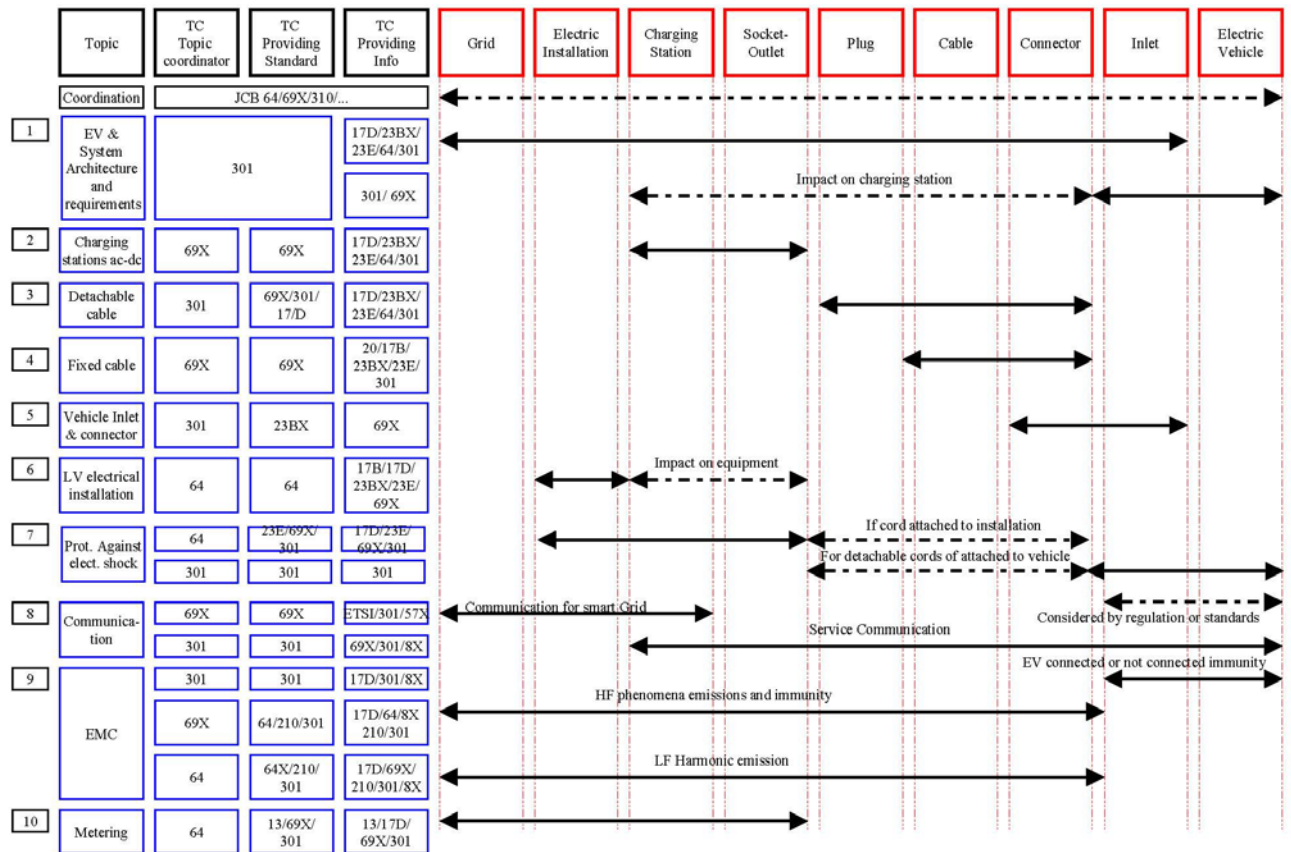 Topic
TC
Topic
coordinator
TC
Providing
Standard
TC
Providing
Info
Grid
Electric
Installation
Charging
Station
Socket-
Outlet
Plug
Cable
Connector
Inlet
Electric
Vehicle
Coordination
JCB 64/69X/310/...
1
EV &
System
Architecture
and
requirements
301
17D/23BX/
23E/64/301
301/ 69X
Impact on charging station
2
Charging
stations ac-dc
69X
69X
17D/23BX/
23E/64/301
3
Detachable
cable
301
69X/301/
17/D
17D/23BX/
23E/64/301
4
Fixed cable
69X
69X
20/17B/
23BX/23E/
301
5
Vehicle Inlet
& connector
301
23BX
69X
6
LV electrical
installation
64
64
17B/17D/
23BX/23E/
69X
Impact on equipment
7
Prot. Against
elect. shock
64
23E/69X/
301
17D/23E/
69X/301
If cord attached to installation
301
301
301
For detachable cords of attached to vehicle
8
Communica-
tion
69X
69X
ETSI/301/57X
Communication for smart Grid
Considered by regulation or standards
301
301
69X/301/8X
Service Communication
9
EMC
301
301
17D/301/8X
EV connected or not connected immunity
69X
64/210/301
17D/64/8X
210/301
HF phenomena emissions and immunity
64
64X/210/
301
17D/69X/
210/301/8X
LF Harmonic emission
10
Metering
64
13/69X/
301
13/17D/
69X/301